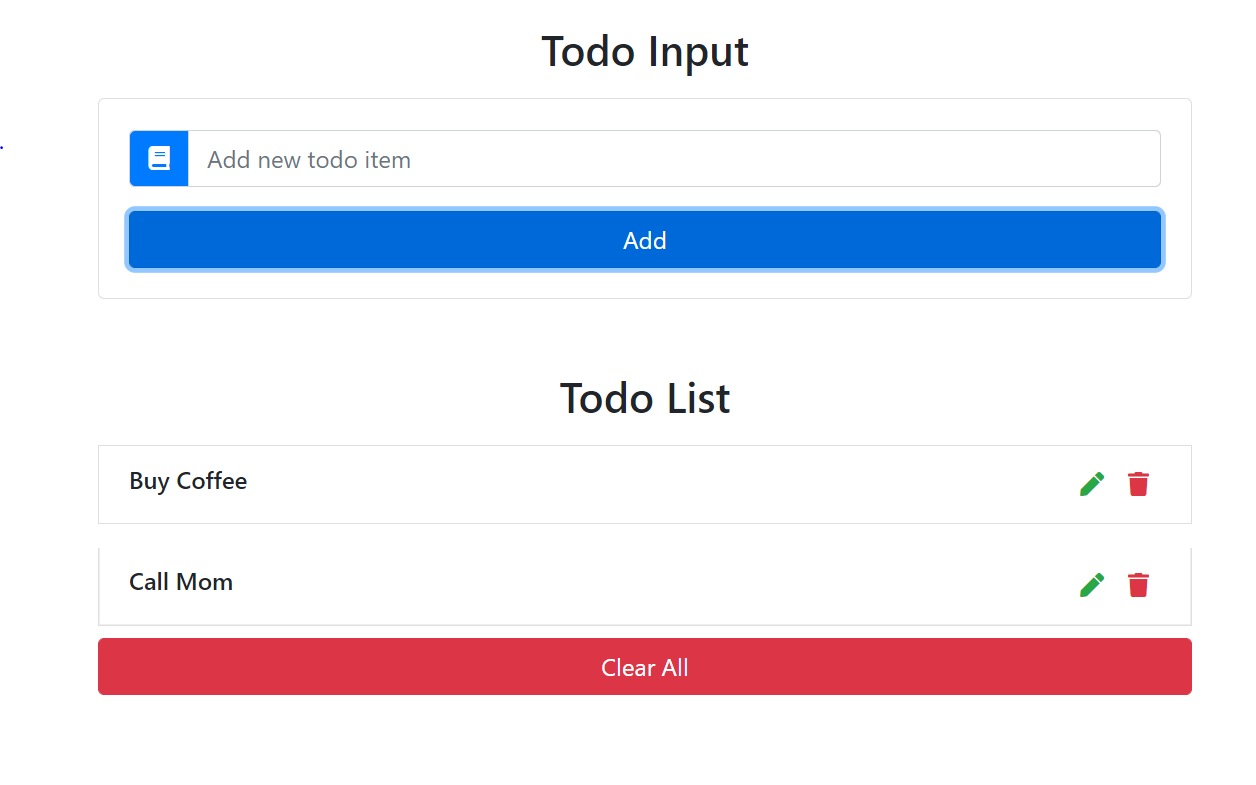 Todo Input
Add new todo item
Add
Todo List
Buy Coffee
Call Mom
Clear All